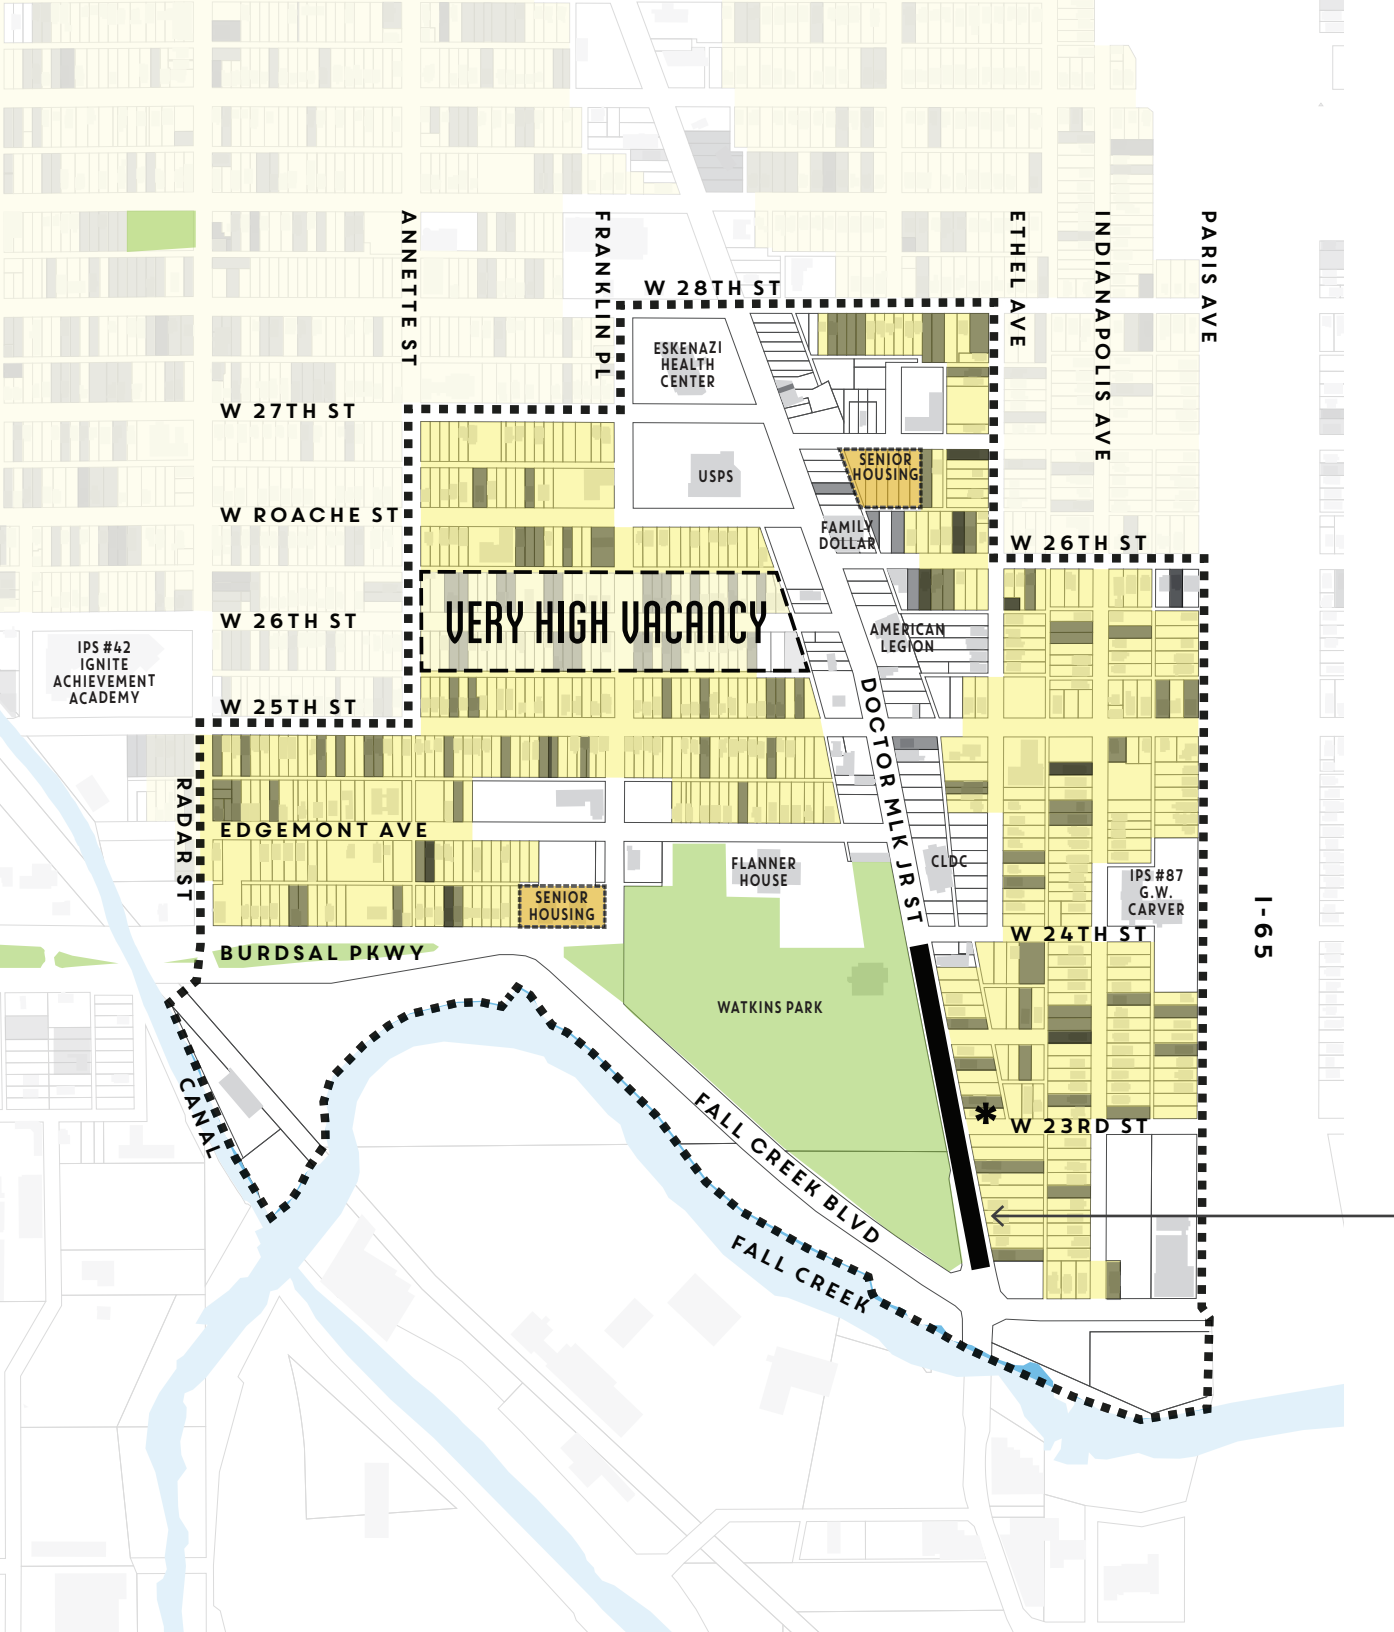 ANNETTE ST
FRANKLIN PL
ETHEL AVE
INDIANAPOLIS AVE
PARIS AVE
W 28TH ST
ESKENAZI
HEALTH
CENTER
W 27TH ST
SENIOR
HOUSING
USPS
W ROACHE ST
FAMILY
DOLLAR
W 26TH ST
VERY HIGH VACANCY
W 26TH ST
AMERICAN
LEGION
IPS #42
IGNITE
ACHIEVEMENT
ACADEMY
W 25TH ST
DOCTOR MLK JR ST
RADAR ST
EDGEMONT AVE
FLANNER
HOUSE
CLDC
IPS #87
G.W.
CARVER
SENIOR
HOUSING
I-65
W 24TH ST
BURDSAL PKWY
WATKINS PARK
CANAL
FALL CREEK BLVD
*
W 23RD ST
FALL CREEK